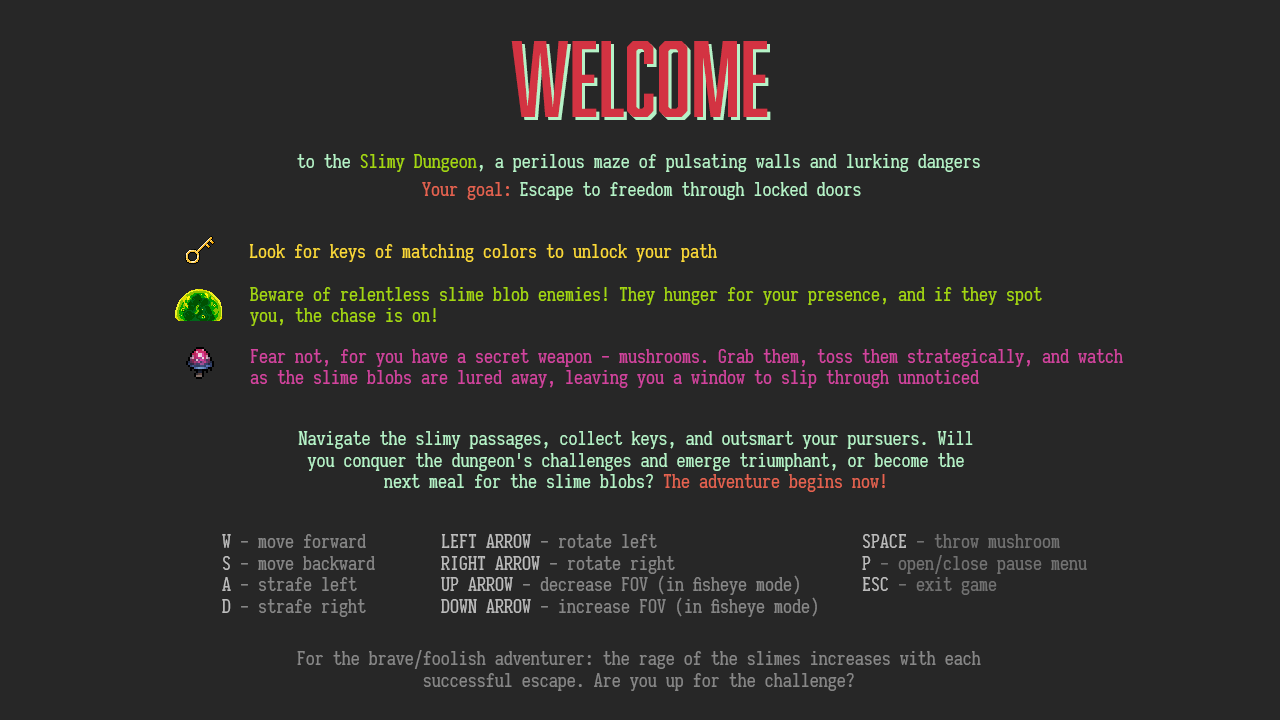 WELCOME
to the Slimy Dungeon, a perilous maze of pulsating walls and lurking dangers
Your goal: Escape to freedom through locked doors
Look for keys of matching colors to unlock your path
Beware of relentless slime blob enemies! They hunger for your presence, and if they spot
you, the chase is on!
Fear not, for you have a secret weapon - mushrooms. Grab them, toss them strategically, and watch
as the slime blobs are lured away, leaving you a window to slip through unnoticed
Navigate the slimy passages, collect keys, and outsmart your pursuers. Will
you conquer the dungeon's challenges and emerge triumphant, or become the
next meal for the slime blobs? The adventure begins now!
W - move forward
S - move backward
A - strafe left
D - strafe right
LEFT ARROW - rotate left
RIGHT ARROW - rotate right
UP ARROW - decrease FOV (in fisheye mode)
DOWN ARROW - increase FOV (in fisheye mode)
SPACE - throw mushroom
P - open/close pause menu
ESC - exit game
For the brave/foolish adventurer: the rage of the slimes increases with each
successful escape. Are you up for the challenge?